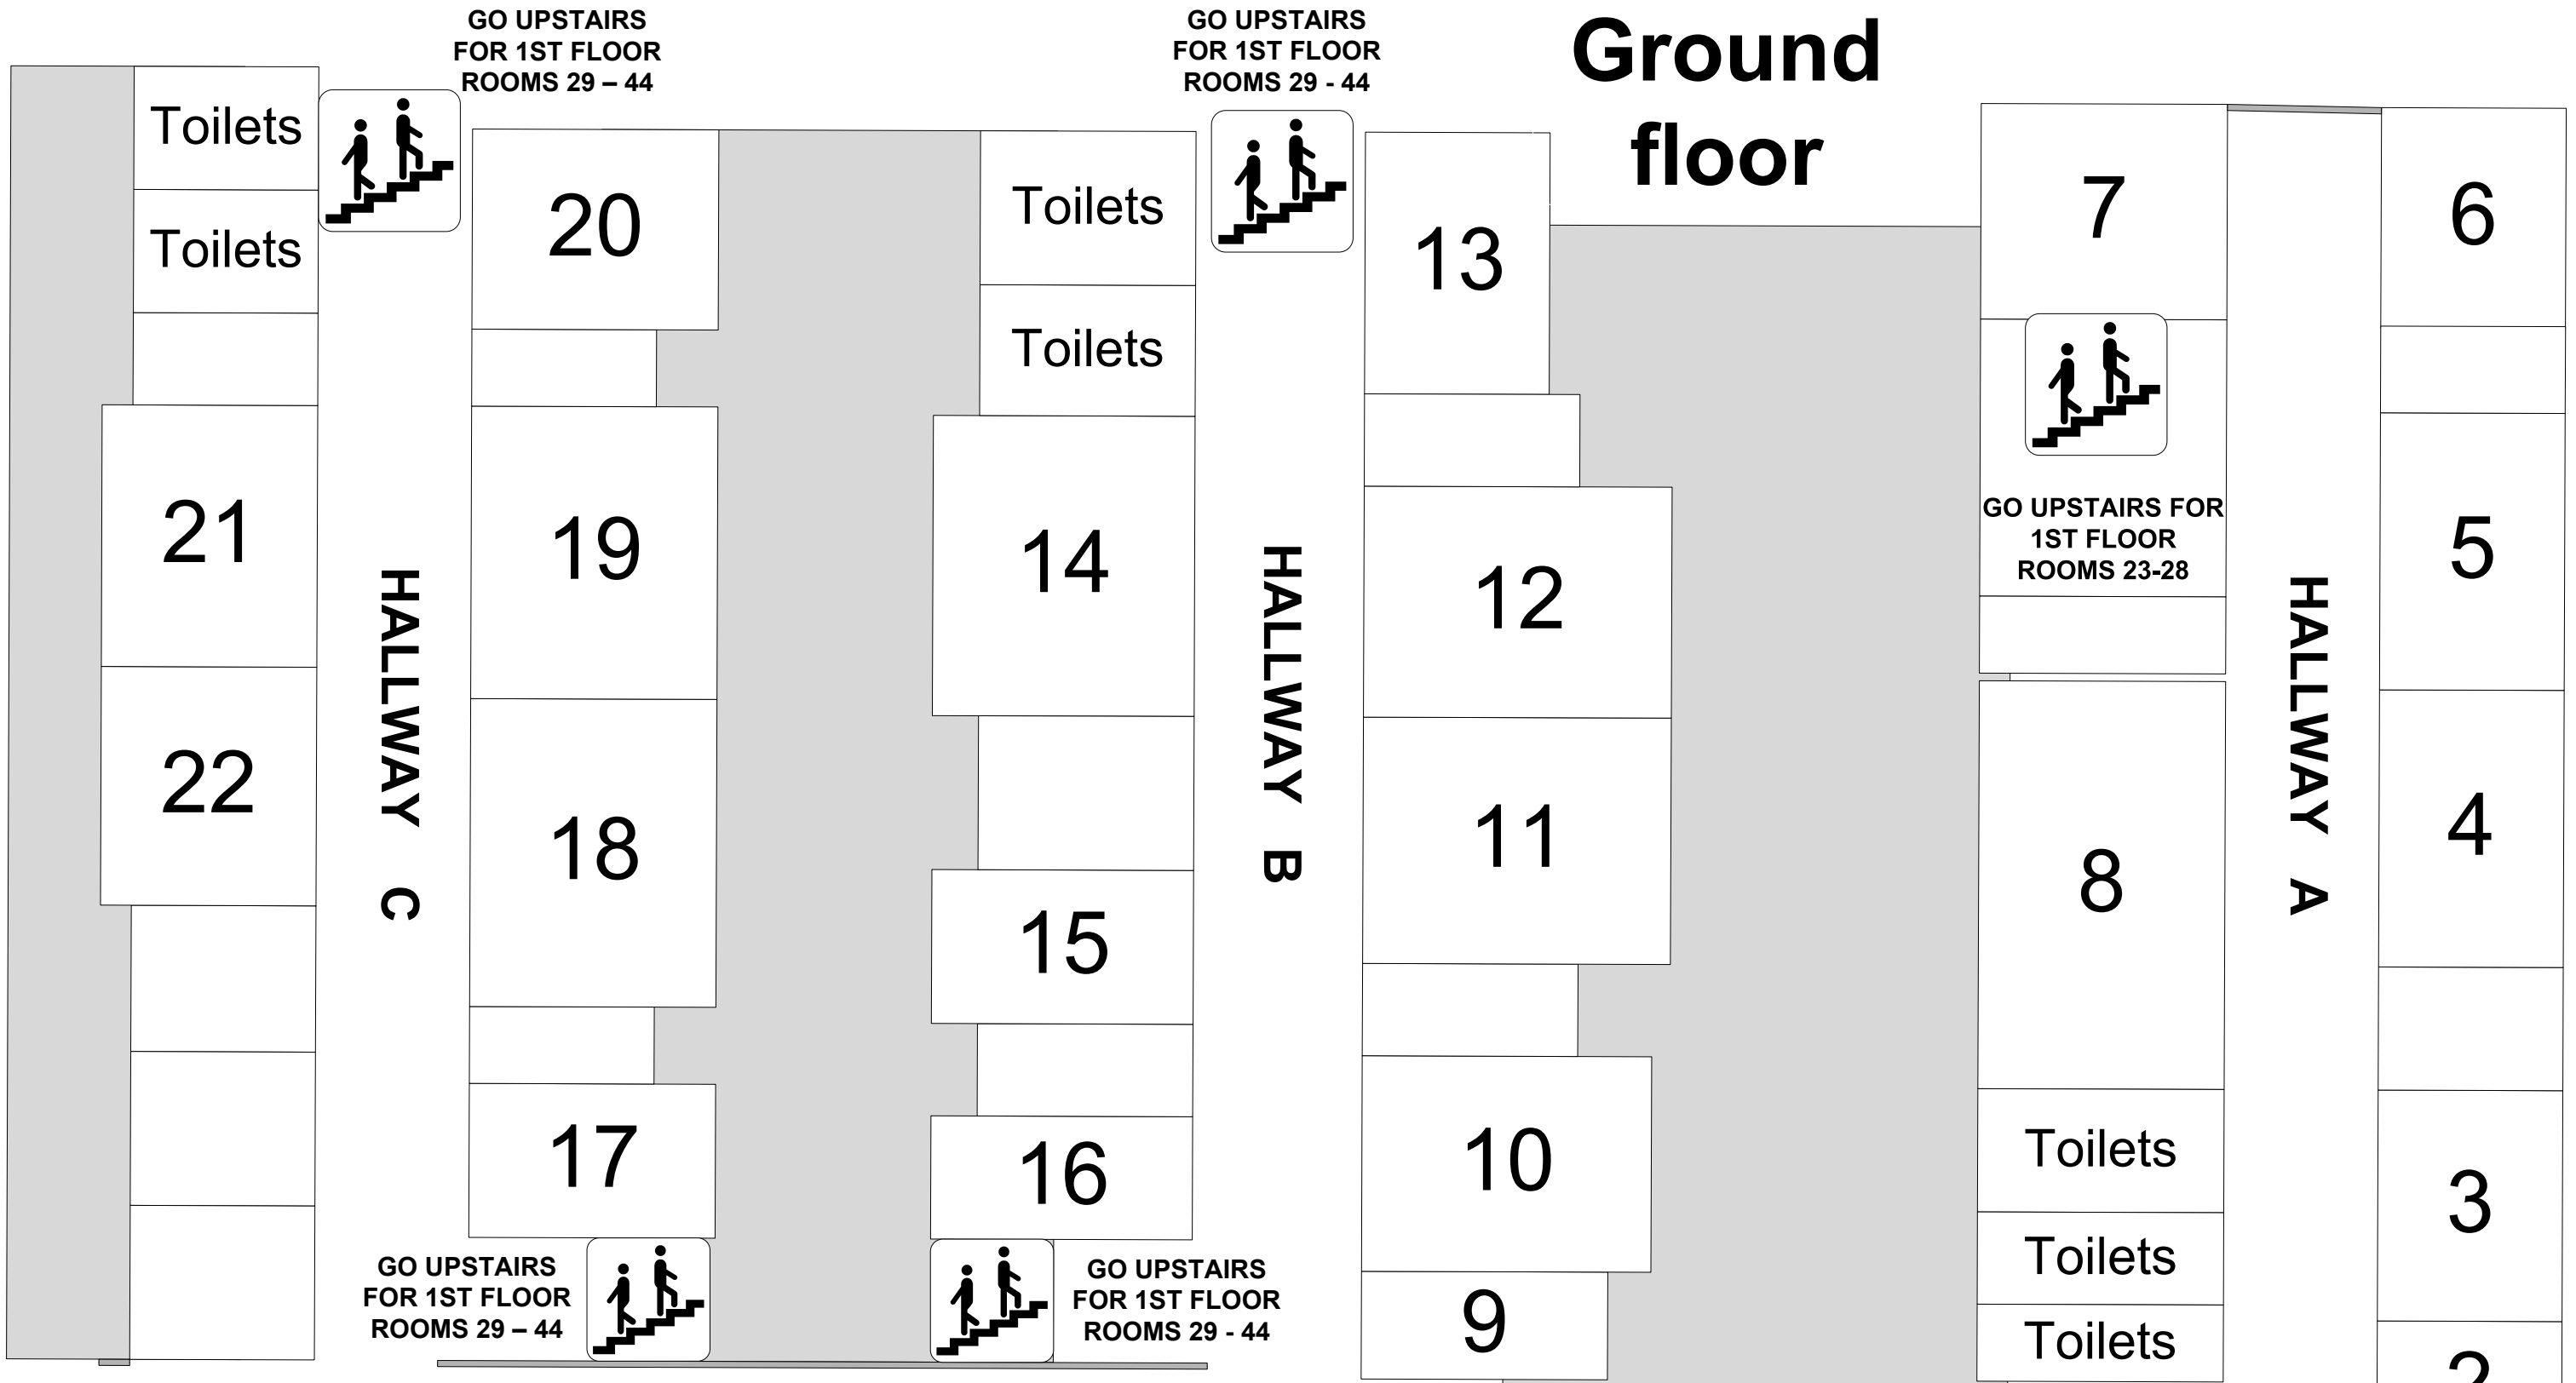 GO UPSTAIRS
FOR 1ST FLOOR
ROOMS 29 – 44
GO UPSTAIRS
FOR 1ST FLOOR
ROOMS 29 - 44
Ground
floor
Toilets
Toilets
21
22
HALLWAY C
20
19
18
17
GO UPSTAIRS
FOR 1ST FLOOR
ROOMS 29 – 44
Toilets
Toilets
14
15
16
GO UPSTAIRS
FOR 1ST FLOOR
ROOMS 29 - 44
HALLWAY B
13
12
11
10
9
7
GO UPSTAIRS FOR
1ST FLOOR
ROOMS 23-28
8
Toilets
Toilets
Toilets
HALLWAY A
6
5
4
3
2